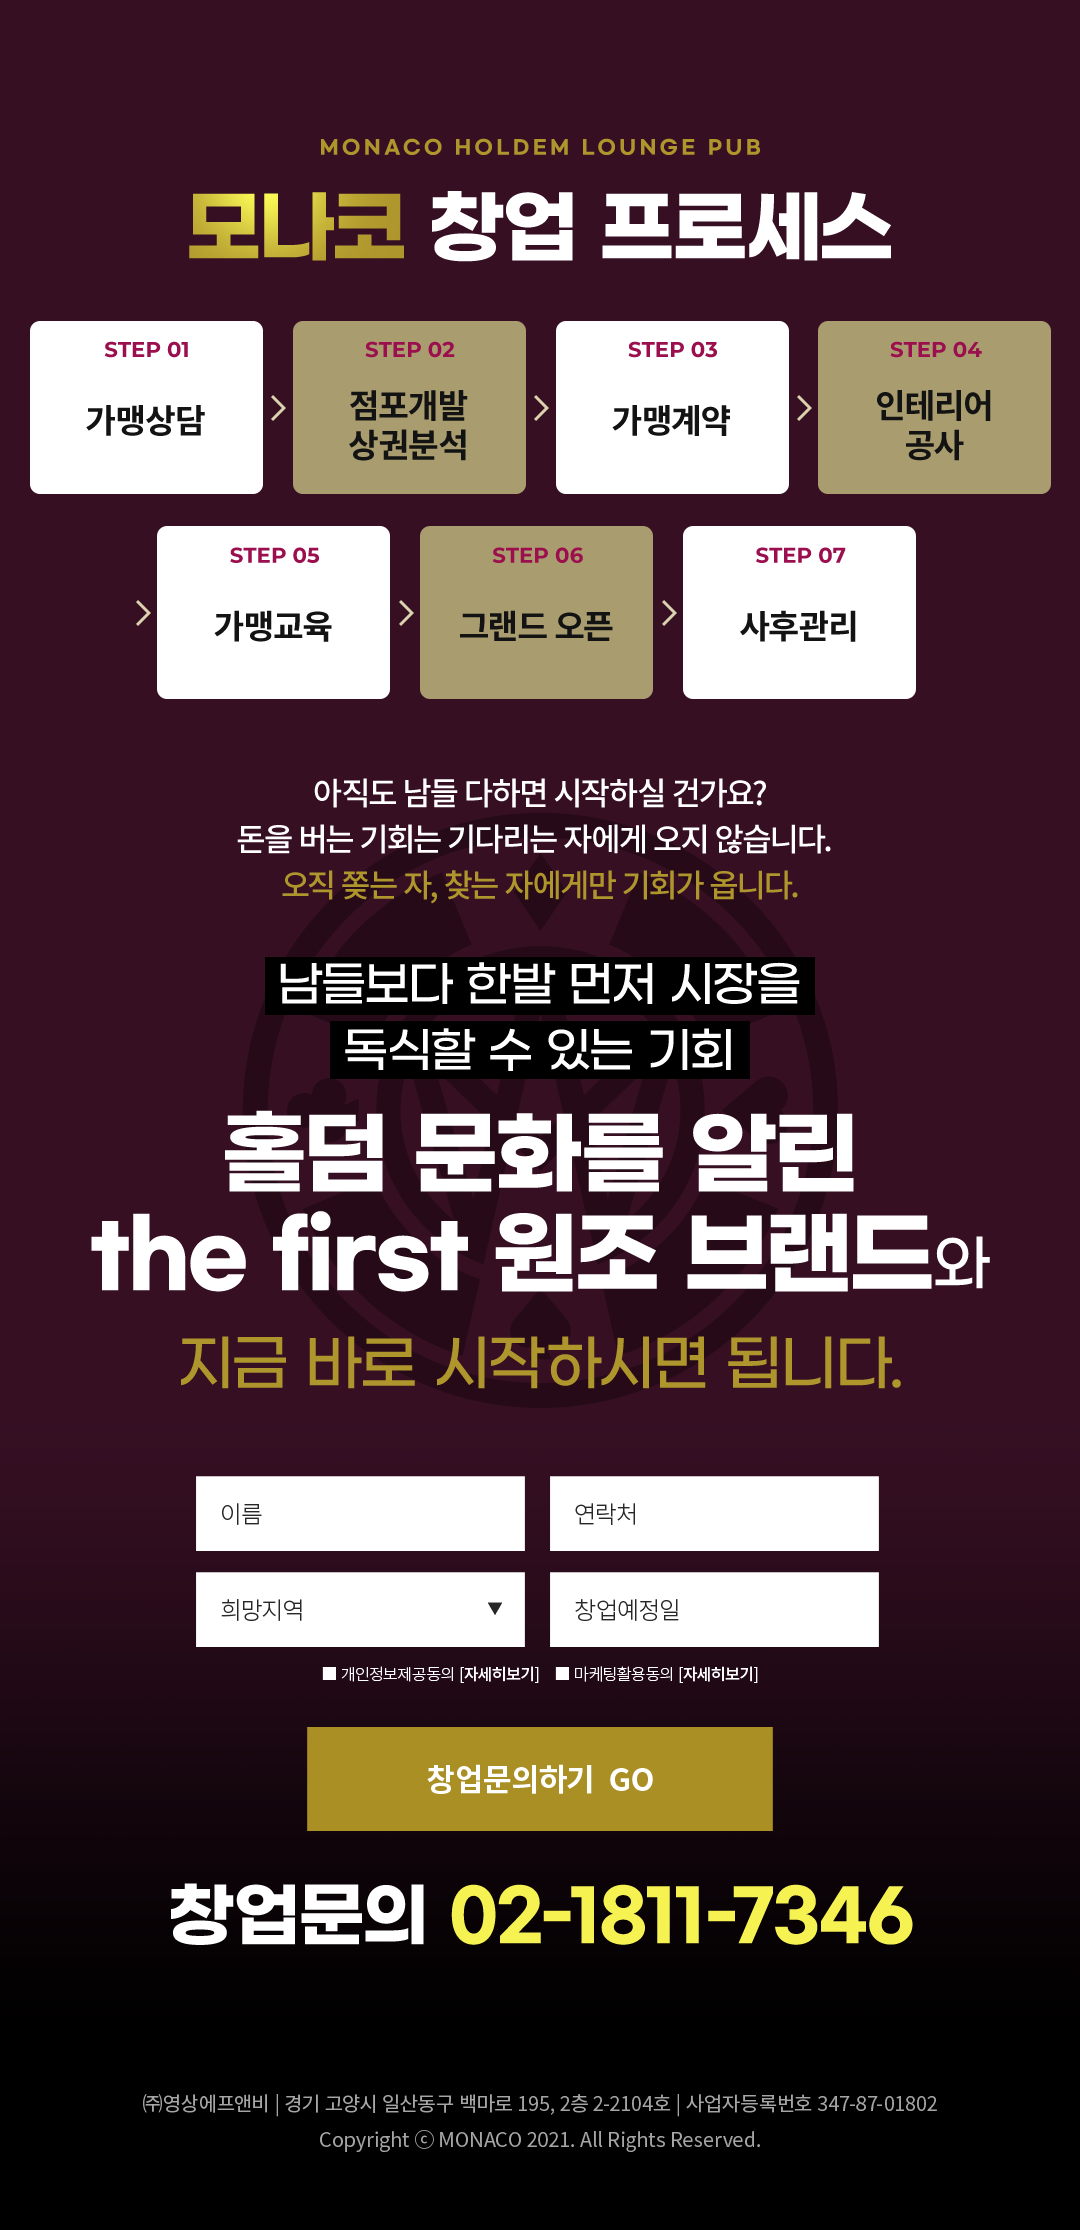 MONACO HOLDEM LOUNGE PUB
모나코 창업 프로세스
STEP 01
가맹상담
STEP 02
점포개발
상권분석
STEP 03
가맹계약
STEP 04
인테리어
공사
STEP 05
가맹교육
STEP 06
그랜드 오픈
STEP 07
사후관리
아직도 남들 다하면 시작하실 건가요?
돈을 버는 기회는 기다리는 자에게 오지 않습니다.
오직 쫒는 자, 찾는 자에게만 기회가 옵니다.
남들보다 한발 먼저 시장을
독식할 수 있는 기회
홀덤 문화를 알린
the first 원조 브랜드와
지금 바로 시작하시면 됩니다.
이름
연락처
희망지역 ▼
창업예정일
■ 개인정보제공동의 [자세히보기] ■ 마케팅활용동의 [자세히보기]
창업문의하기 GO
창업문의 02-1811-7346
㈜영상에프앤비 | 경기 고양시 일산동구 백마로 195, 2층 2-2104호 | 사업자등록번호 347-87-01802
Copyright ⓒ MONACO 2021. All Rights Reserved.